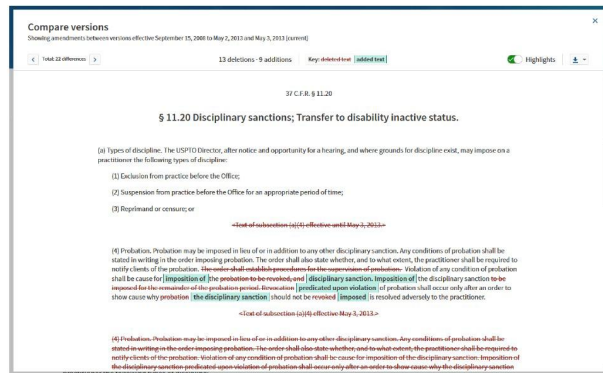 Compare versions
Showing amendments between versions effective September 15, 2008 to May 2, 2013 and May 3, 2013 [current]
Total: 22 differences
13 deletions · 9 additions
Key: deleted text added text
Highlights
37 C.F.R. § 11.20
§ 11.20 Disciplinary sanctions; Transfer to disability inactive status.
(a) Types of discipline. The USPTO Director, after notice and opportunity for a hearing, and where grounds for discipline exist, may impose on a
practitioner the following types of discipline:
(1) Exclusion from practice before the Office;
(2) Suspension from practice before the Office for an appropriate period of time;
(3) Reprimand or censure; or
<Text of subsection (a)(4) effective until May 3, 2013.>
(4) Probation. Probation may be imposed in lieu of or in addition to any other disciplinary sanction. Any conditions of probation shall be
stated in writing in the order imposing probation. The order shall also state whether, and to what extent, the practitioner shall be required to
notify clients of the probation. The order shall establish procedures for the supervision of probation. Violation of any condition of probation
shall be cause for imposition of the probation to be revoked, and disciplinary sanction. Imposition of the disciplinary sanction to be
imposed for the remainder of the probation period. Revocation predicated upon violation of probation shall occur only after an order to
show cause why probation the disciplinary sanction should not be revoked imposed is resolved adversely to the practitioner.
<Text of subsection (a)(4) effective May 3, 2013.>
(4) Probation. Probation may be imposed in lieu of or in addition to any other disciplinary sanction. Any conditions of probation shall be
stated in writing in the order imposing probation. The order shall also state whether, and to what extent, the practitioner shall be required to
notify clients of the probation. Violation of any condition of probation shall be cause for imposition of the disciplinary sanction. Imposition of
the disciplinary sanction predicated upon violation of probation shall occur only after an order to show cause why the disciplinary sanction